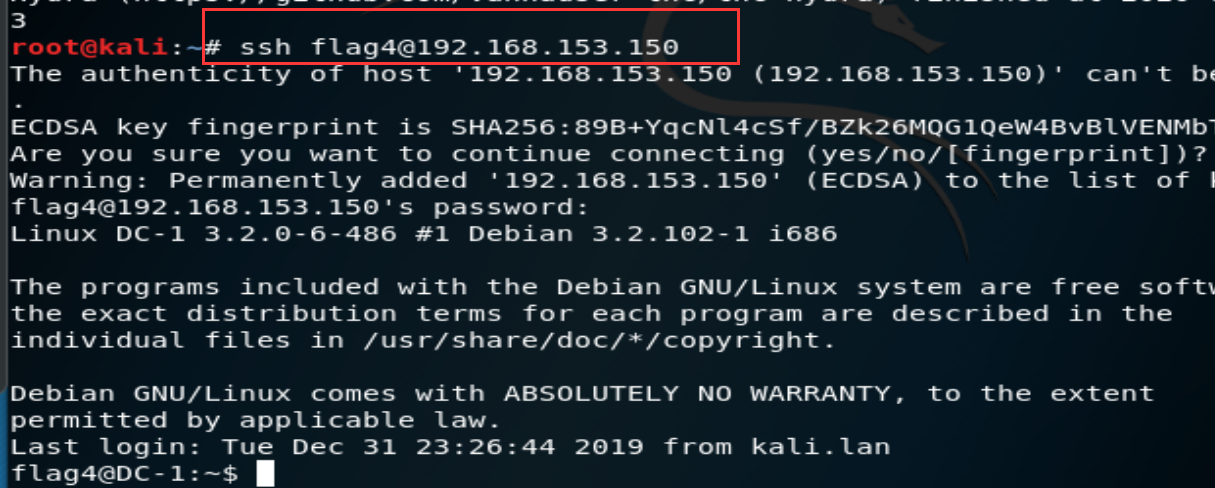 3
root@kali:~# ssh flag4@192.168.153.150
The authenticity of host '192.168.153.150 (192.168.153.150)' can't be
.
ECDSA key fingerprint is SHA256:89B+YqcNl4cSf/BZk26MQG1QeW4BvBlVENMbT
Are you sure you want to continue connecting (yes/no/[fingerprint])?
Warning: Permanently added '192.168.153.150' (ECDSA) to the list of k
flag4@192.168.153.150's password:
Linux DC-1 3.2.0-6-486 #1 Debian 3.2.102-1 i686
The programs included with the Debian GNU/Linux system are free softw
the exact distribution terms for each program are described in the
individual files in /usr/share/doc/*/copyright.
Debian GNU/Linux comes with ABSOLUTELY NO WARRANTY, to the extent
permitted by applicable law.
Last login: Tue Dec 31 23:26:44 2019 from kali.lan
flag4@DC-1:~$